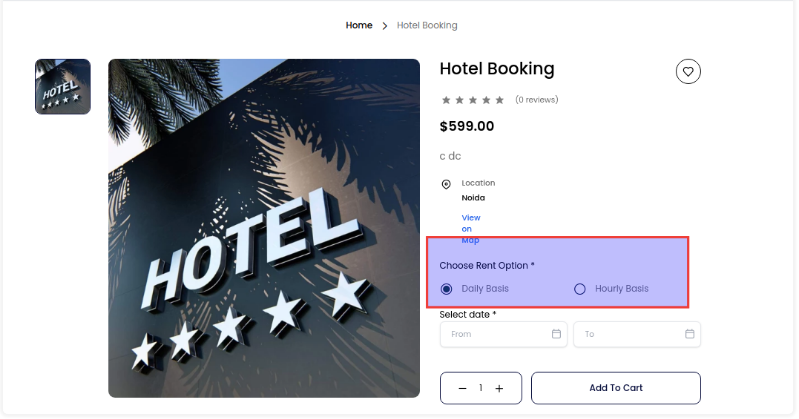 Home > Hotel Booking
HOTEL
Hotel Booking
(0 reviews)
$599.00
c dc
Location
Noida
View
on
Map
Choose Rent Option *
Daily Basis Hourly Basis
Select date *
From To
1
Add To Cart
HOTEL